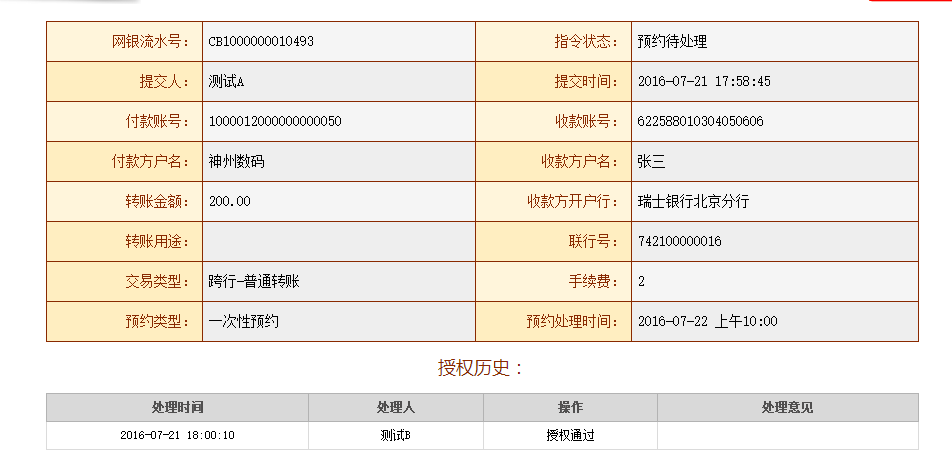 网银流水号： CB1000000010493 指令状态： 预约待处理
提交人： 测试A 提交时间： 2016-07-21 17:58:45
付款账号： 1000012000000000050 收款账号： 622588010304050606
付款方户名： 神州数码 收款方户名： 张三
转账金额： 200.00 收款方开户行： 瑞士银行北京分行
转账用途： 联行号： 742100000016
交易类型： 跨行-普通转账 手续费： 2
预约类型： 一次性预约 预约处理时间： 2016-07-22 上午10:00
授权历史：
处理时间 处理人 操作 处理意见
2016-07-21 18:00:10 测试B 授权通过